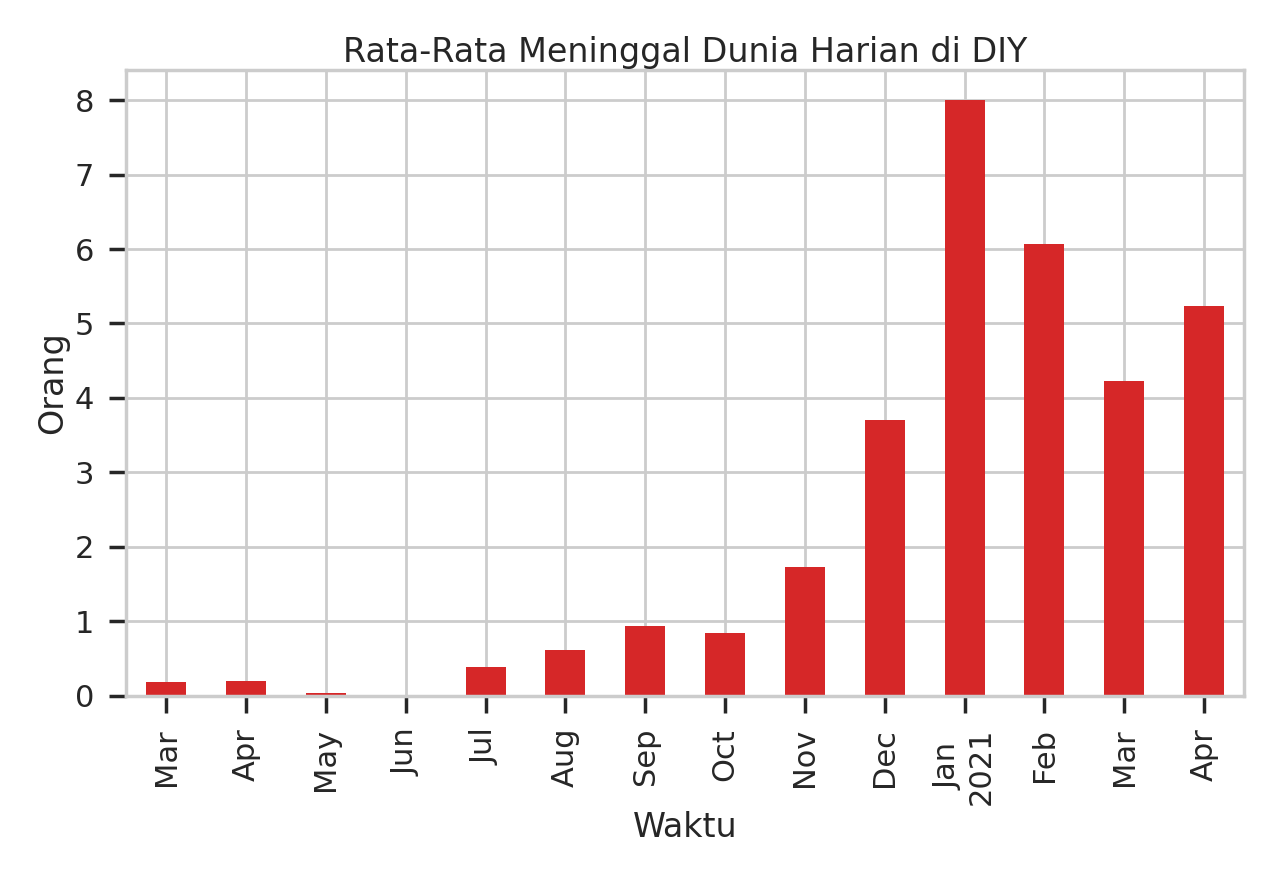 Rata-Rata Meninggal Dunia Harian di DIY
8
7
6
5
4
3
2
1
0
Orang
Mar
Apr
May
Jun
Jul
Aug
Sep
Oct
Nov
Dec
Jan
2021
Feb
Mar
Apr
Waktu